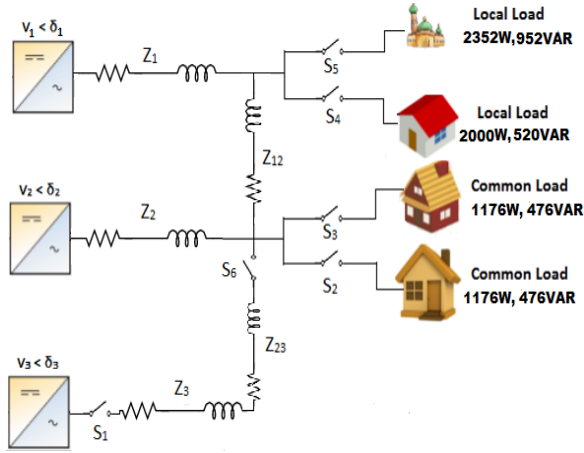 V₁ < δ₁
Z₁
S₅
Local Load
2352W, 952VAR
S₄
Local Load
2000W, 520VAR
Z₁₂
V₂ < δ₂
Z₂
S₃
Common Load
1176W, 476VAR
S₆
S₂
Common Load
1176W, 476VAR
Z₂₃
V₃ < δ₃
Z₃
S₁